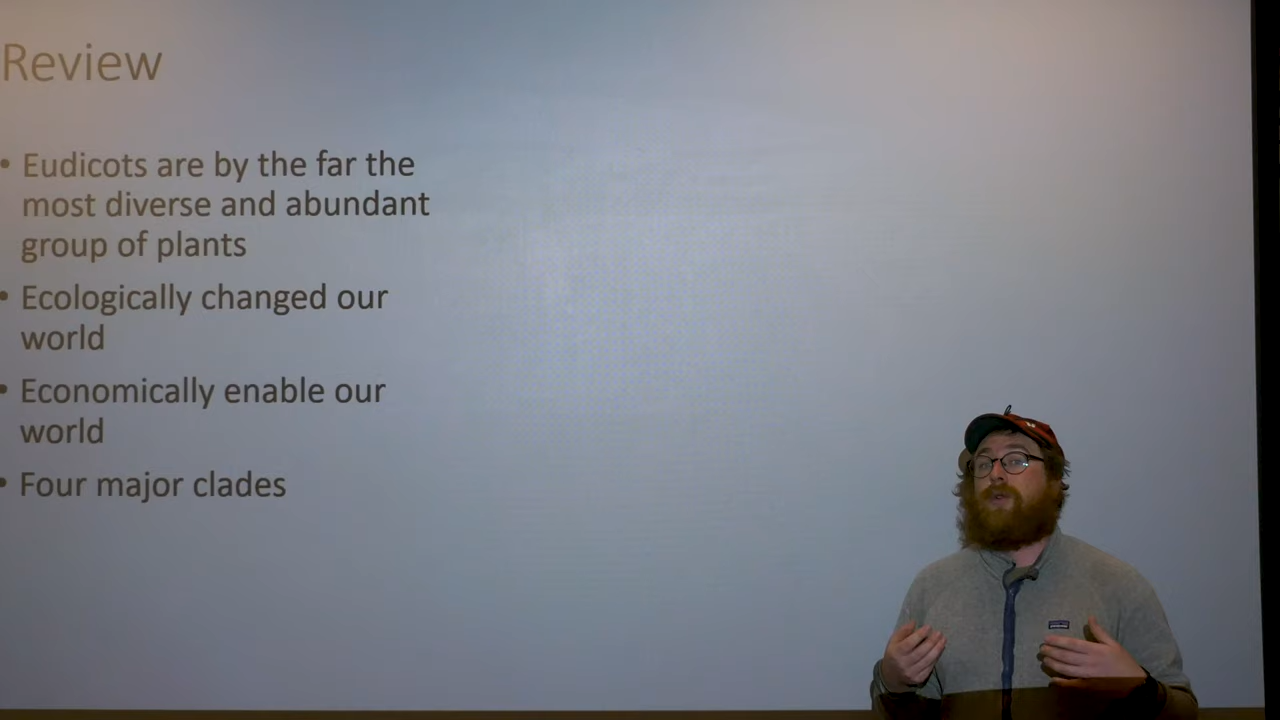 Review
• Eudicots are by the far the
most diverse and abundant
group of plants
• Ecologically changed our
world
• Economically enable our
world
• Four major clades